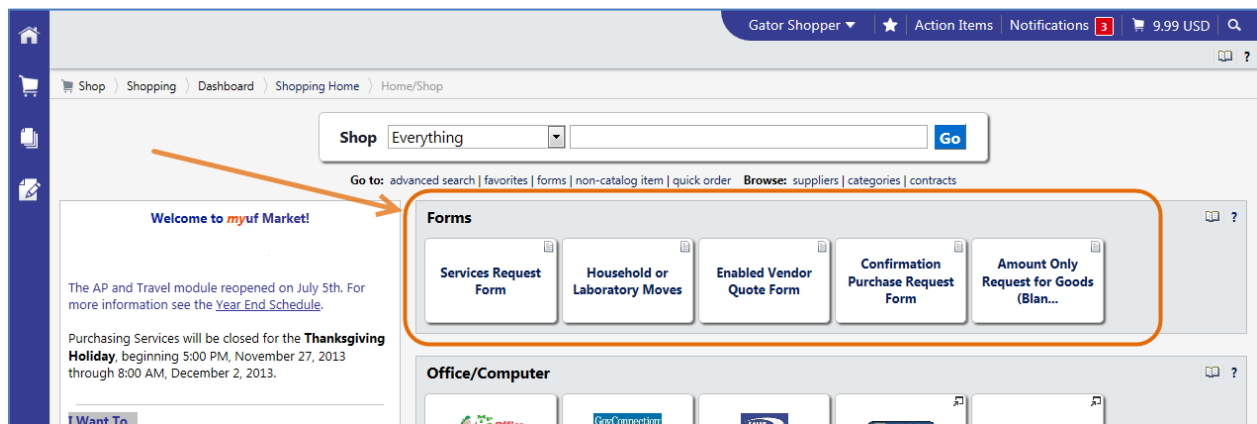 Gator Shopper Action Items Notifications 3 9.99 USD
?
Shop Shopping Dashboard Shopping Home Home/Shop
Shop Everything Go
Go to: advanced search | favorites | forms | non-catalog item | quick order Browse: suppliers | categories | contracts
Welcome to myuf Market!
The AP and Travel module reopened on July 5th. For
more information see the Year End Schedule.
Purchasing Services will be closed for the Thanksgiving
Holiday, beginning 5:00 PM, November 27, 2013
through 8:00 AM, December 2, 2013.
I Want To
Forms ?
Services Request
Form
Household or
Laboratory Moves
Enabled Vendor
Quote Form
Confirmation
Purchase Request
Form
Amount Only
Request for Goods
(Blan...
Office/Computer ?
GovConnection